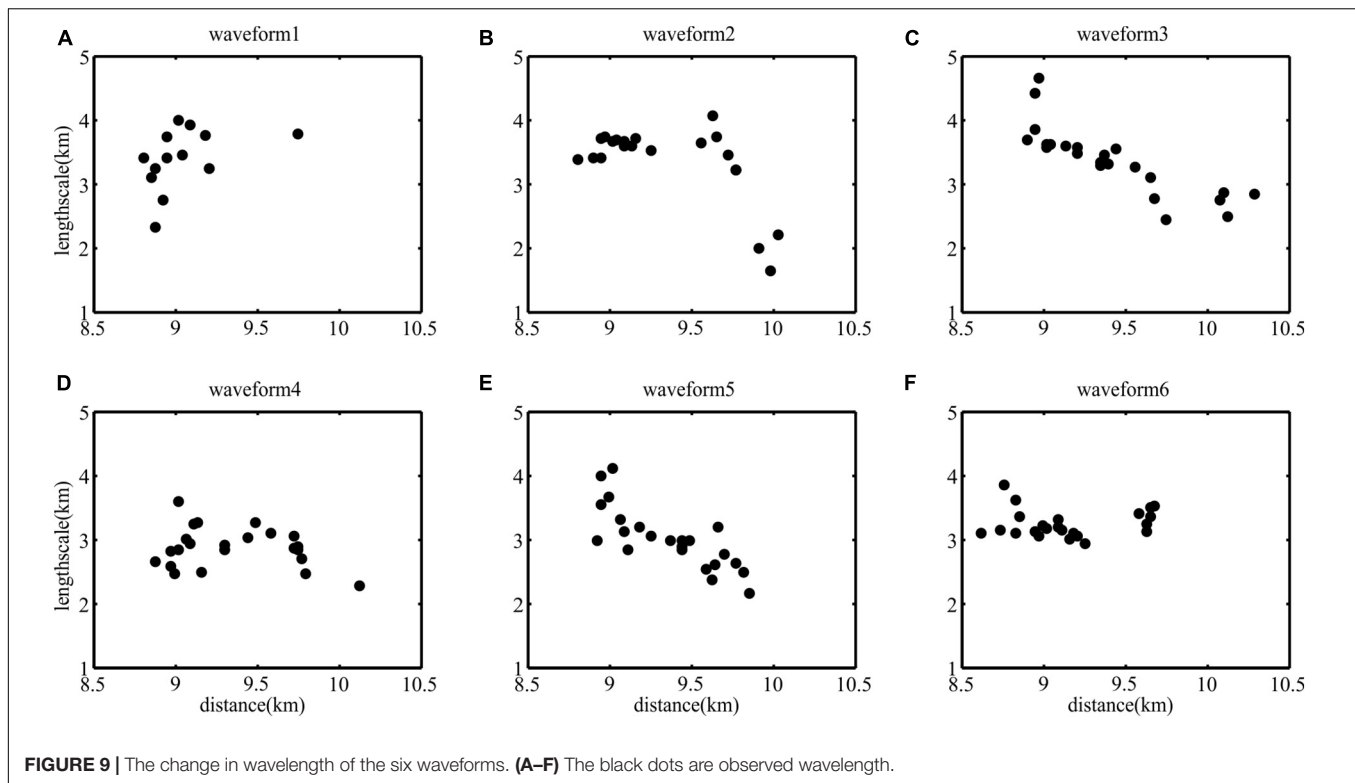 A waveform1
B waveform2
C waveform3
5
4
3
2
1
lengthscale(km)
8.5 9 9.5 10 10.5
5
4
3
2
1
8.5 9 9.5 10 10.5
5
4
3
2
1
8.5 9 9.5 10 10.5
D waveform4
E waveform5
F waveform6
5
4
3
2
1
lengthscale(km)
8.5 9 9.5 10 10.5
distance(km)
5
4
3
2
1
8.5 9 9.5 10 10.5
distance(km)
5
4
3
2
1
8.5 9 9.5 10 10.5
distance(km)
FIGURE 9 | The change in wavelength of the six waveforms. (A–F) The black dots are observed wavelength.